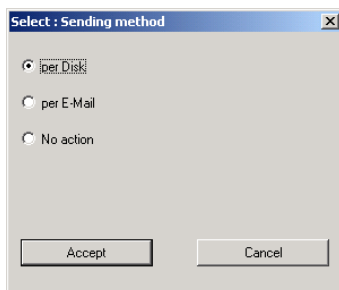 Select : Sending method
per Disk
per E-Mail
No action
Accept Cancel